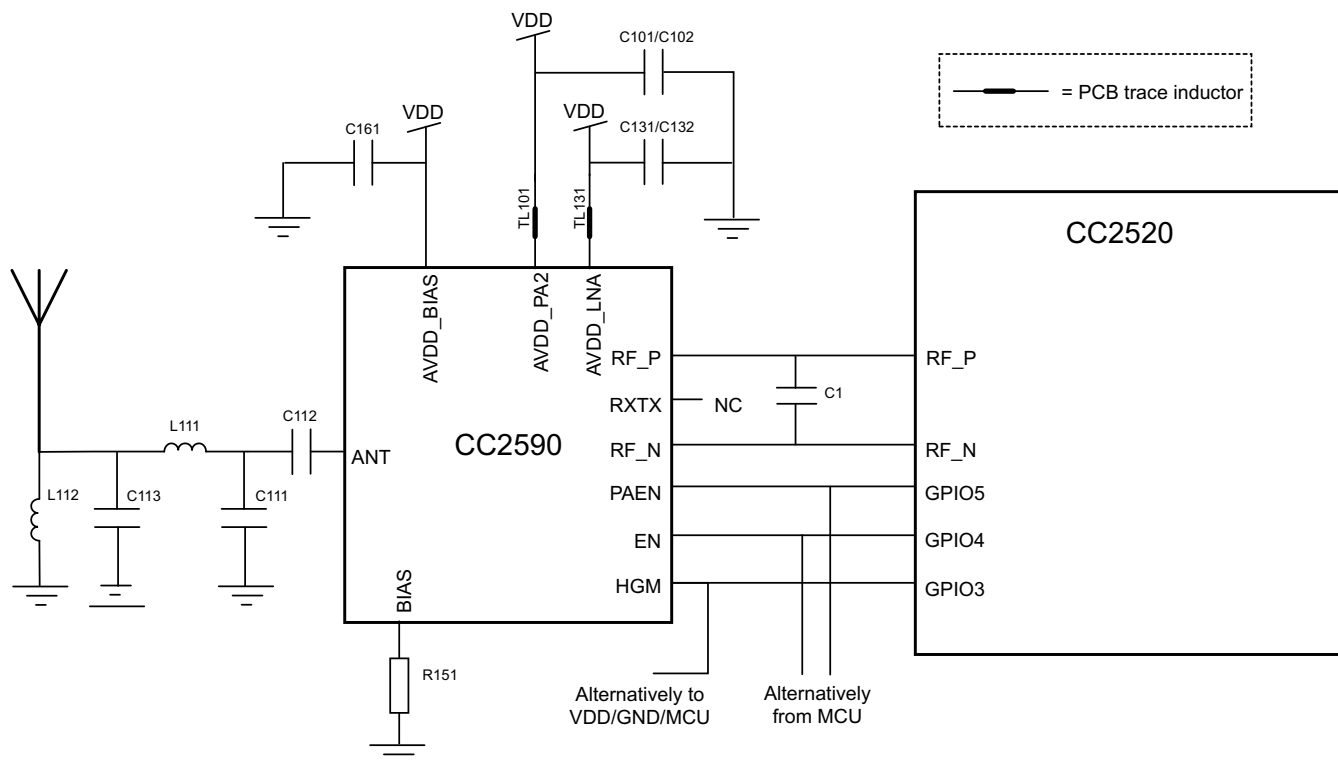 VDD
C101/C102
= PCB trace inductor
VDD
VDD
C161
C131/C132
TL101
TL131
CC2520
AVDD_BIAS
AVDD_PA2
AVDD_LNA
RF_P
RF_P
RXTX
NC
C1
C112
L111
CC2590
ANT
RF_N
RF_N
L112
C113
C111
PAEN
GPIO5
EN
GPIO4
HGM
GPIO3
BIAS
R151
Alternatively to
VDD/GND/MCU
Alternatively
from MCU